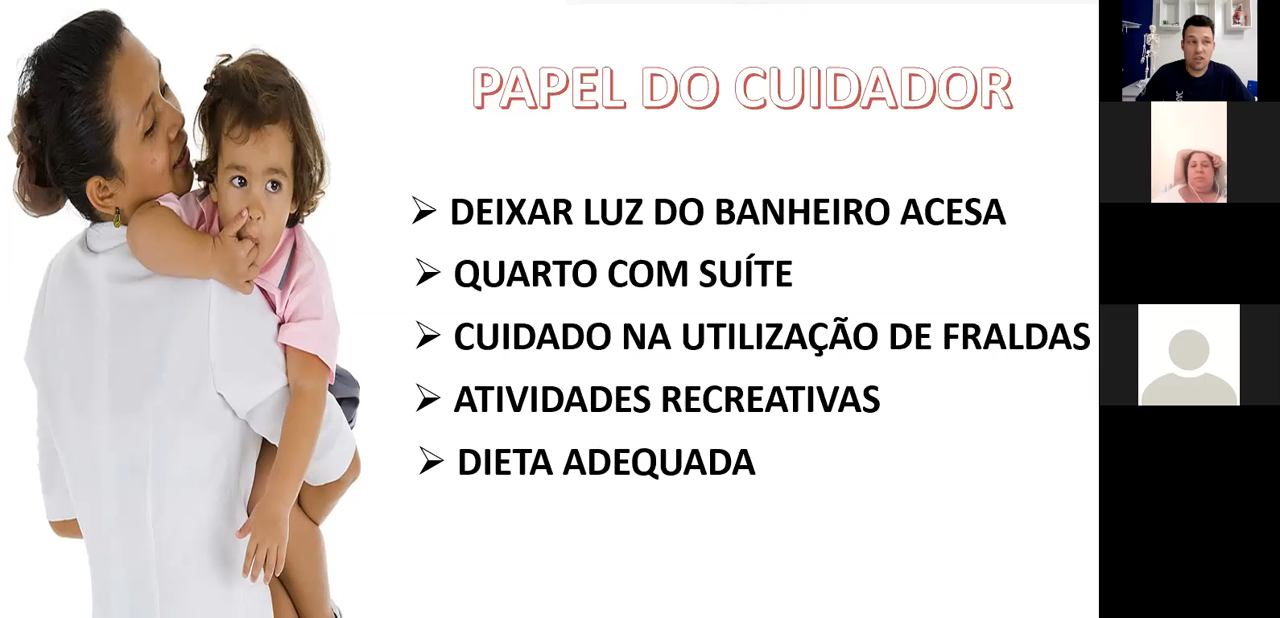 PAPEL DO CUIDADOR
DEIXAR LUZ DO BANHEIRO ACESA
QUARTO COM SUÍTE
CUIDADO NA UTILIZAÇÃO DE FRALDAS
ATIVIDADES RECREATIVAS
DIETA ADEQUADA